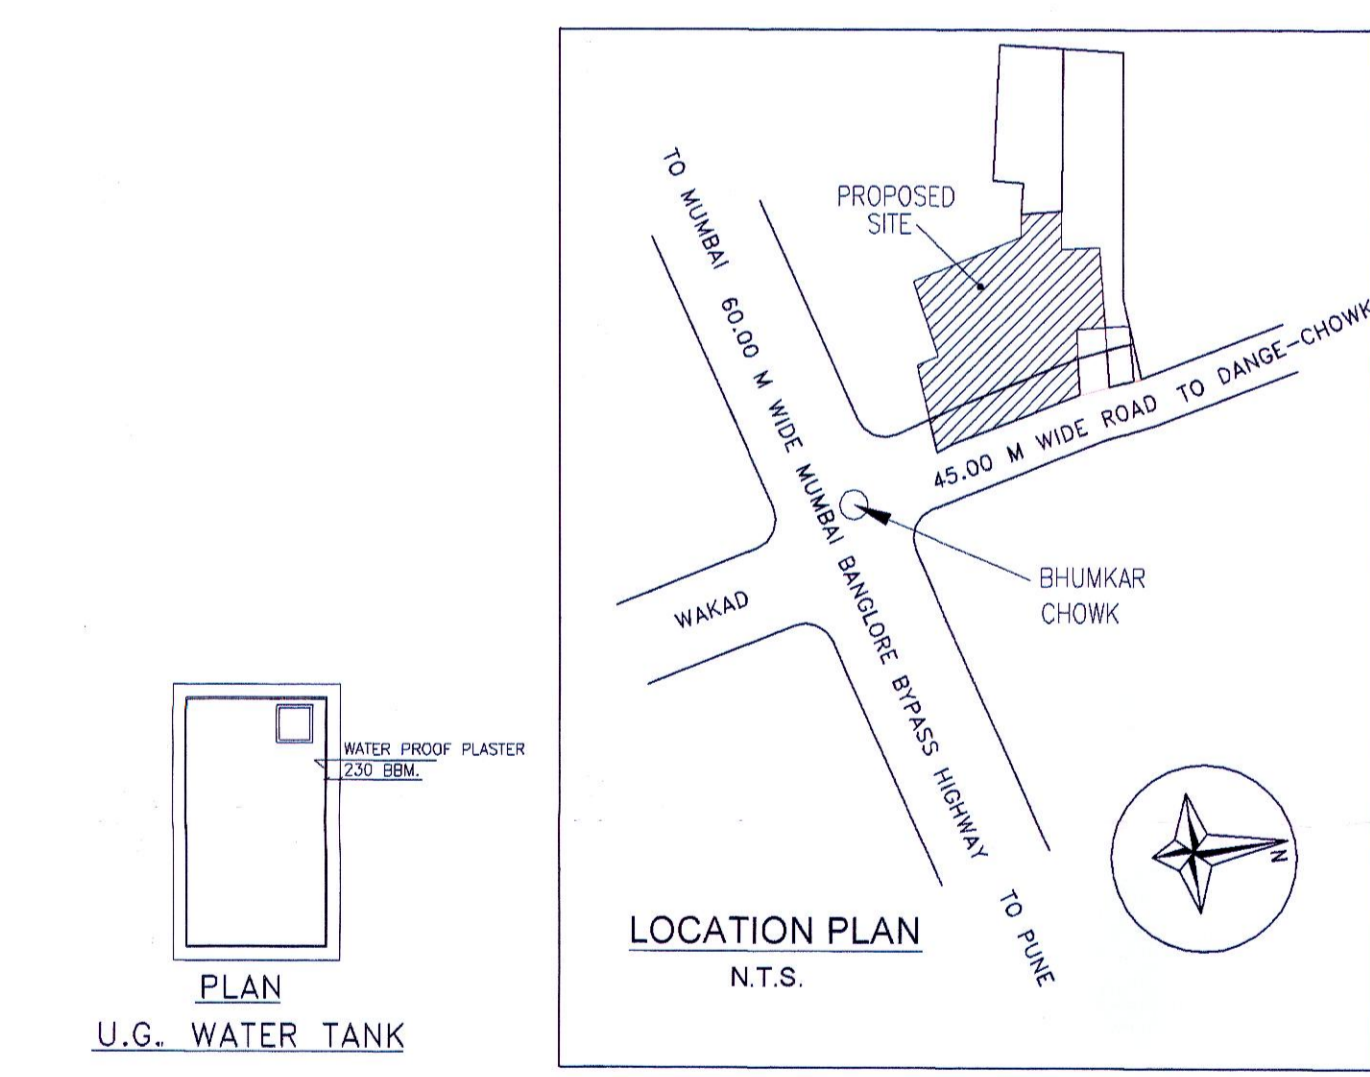 TO MUMBAI
60.00 M WIDE MUMBAI BANGLORE BYPASS HIGHWAY
TO PUNE
PROPOSED
SITE
45.00 M WIDE ROAD TO DANGE-CHOWK
WAKAD
BHUMKAR
CHOWK
N
LOCATION PLAN
N.T.S.
WATER PROOF PLASTER
230 BBM.
PLAN
U.G.. WATER TANK